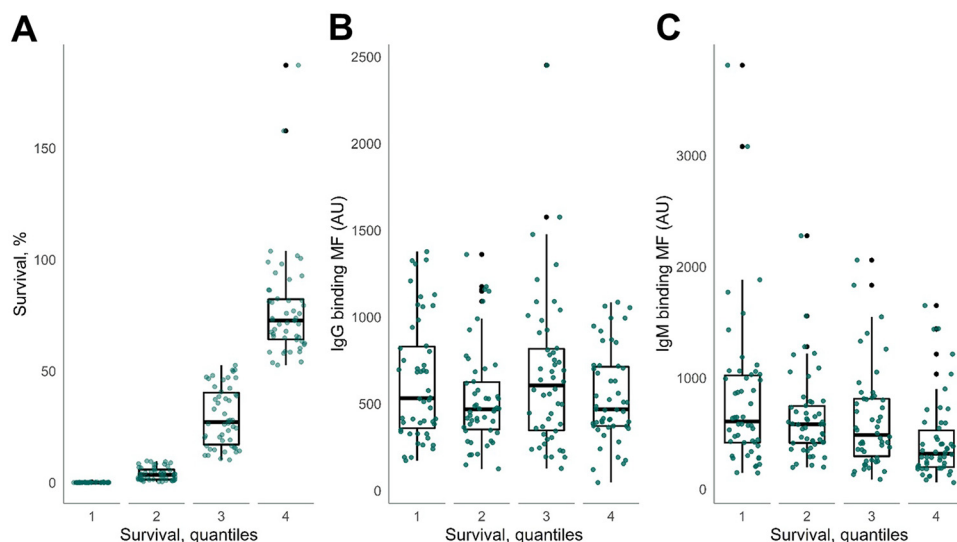 A
B
C
Survival, %
150
100
50
0
1 2 3 4
Survival, quantiles
IgG binding MF (AU)
2500
2000
1500
1000
500
0
1 2 3 4
Survival, quantiles
IgM binding MF (AU)
3000
2000
1000
0
1 2 3 4
Survival, quantiles